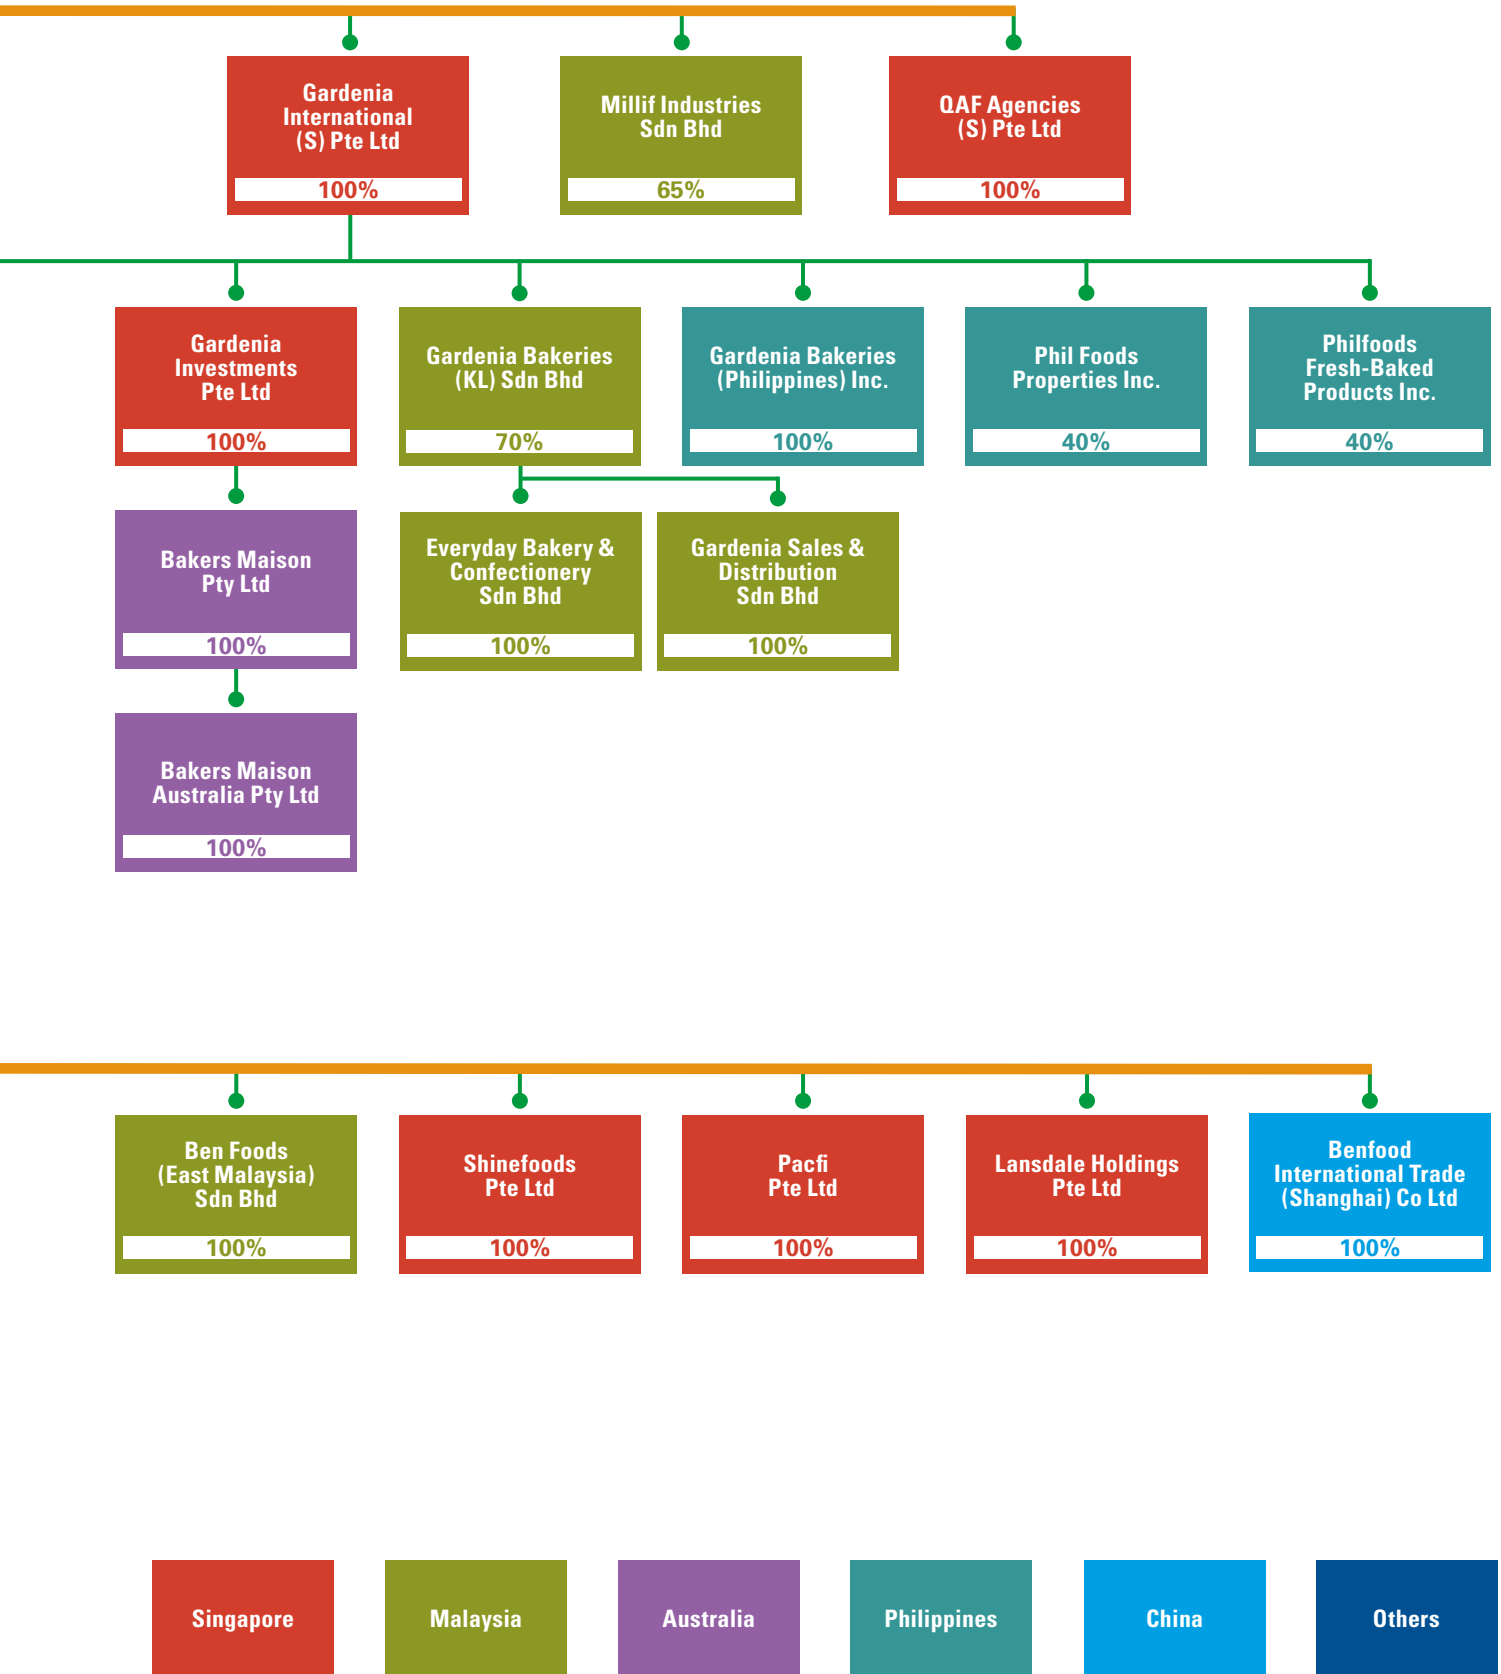 Gardenia
International
(S) Pte Ltd
100%
Millif Industries
Sdn Bhd
65%
QAF Agencies
(S) Pte Ltd
100%
Gardenia
Investments
Pte Ltd
100%
Gardenia Bakeries
(KL) Sdn Bhd
70%
Gardenia Bakeries
(Philippines) Inc.
100%
Phil Foods
Properties Inc.
40%
Philfoods
Fresh-Baked
Products Inc.
40%
Bakers Maison
Pty Ltd
100%
Everyday Bakery &
Confectionery
Sdn Bhd
100%
Gardenia Sales &
Distribution
Sdn Bhd
100%
Bakers Maison
Australia Pty Ltd
100%
Ben Foods
(East Malaysia)
Sdn Bhd
100%
Shinefoods
Pte Ltd
100%
Pacfi
Pte Ltd
100%
Lansdale Holdings
Pte Ltd
100%
Benfood
International Trade
(Shanghai) Co Ltd
100%
Singapore
Malaysia
Australia
Philippines
China
Others